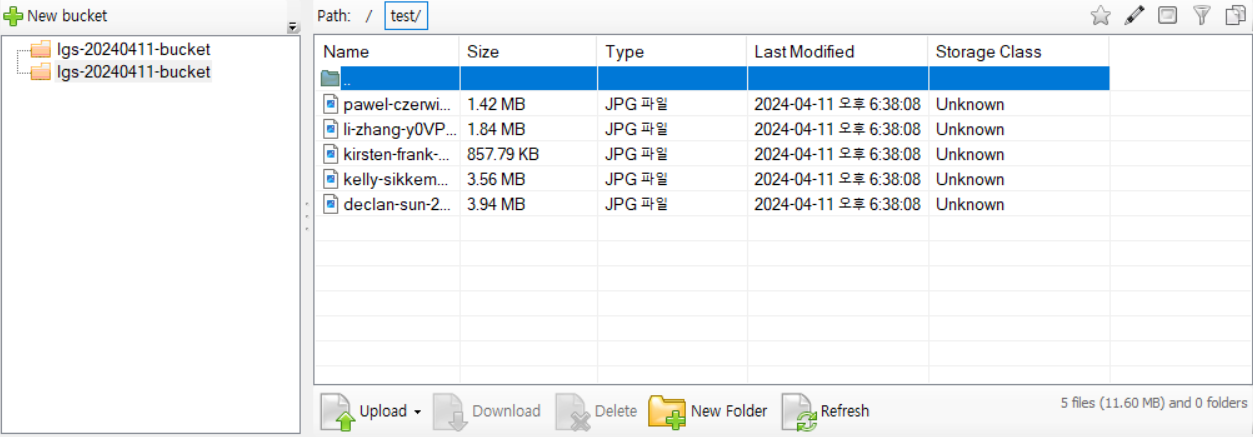 New bucket
lgs-20240411-bucket
lgs-20240411-bucket
Path: / test/
Name Size Type Last Modified Storage Class
..
pawel-czerwi... 1.42 MB JPG 파일 2024-04-11 오후 6:38:08 Unknown
li-zhang-y0VP... 1.84 MB JPG 파일 2024-04-11 오후 6:38:08 Unknown
kirsten-frank-... 857.79 KB JPG 파일 2024-04-11 오후 6:38:08 Unknown
kelly-sikkem... 3.56 MB JPG 파일 2024-04-11 오후 6:38:08 Unknown
declan-sun-2... 3.94 MB JPG 파일 2024-04-11 오후 6:38:08 Unknown
Upload Download Delete New Folder Refresh 5 files (11.60 MB) and 0 folders